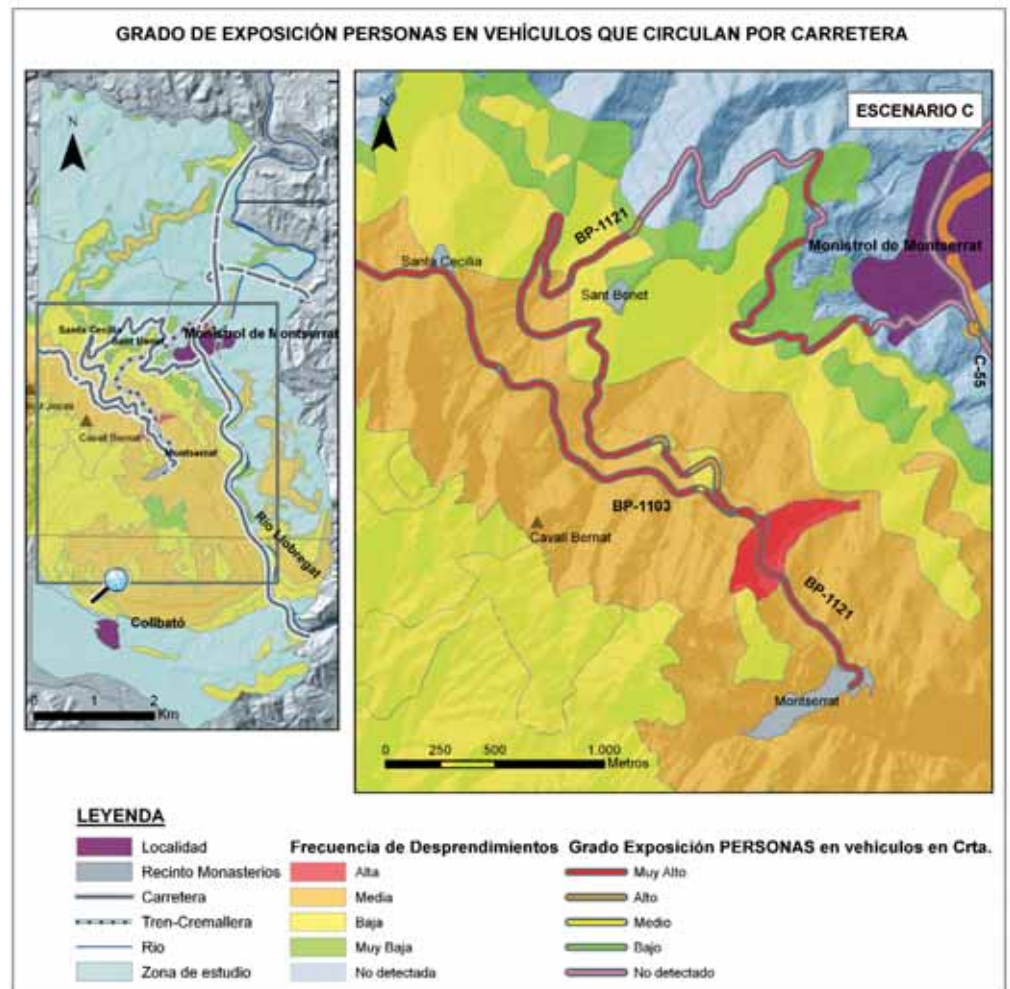 GRADO DE EXPOSICIÓN PERSONAS EN VEHÍCULOS QUE CIRCULAN POR CARRETERA
N
Santa Cecilia
Sant Benet
Monistrol de Montserrat
Cavall Bernat
Montserrat
Río Llobregat
Collbató
0 1 2
Km
ESCENARIO C
BP-1121
Santa Cecilia
Sant Benet
Monistrol de Montserrat
C-55
BP-1103
Cavall Bernat
BP-1121
Montserrat
0 250 500 1.000
Metros
LEYENDA
Localidad
Recinto Monasterios
Carretera
Tren-Cremallera
Rio
Zona de estudio
Frecuencia de Desprendimientos
Alta
Media
Baja
Muy Baja
No detectada
Grado Exposición PERSONAS en vehiculos en Crta.
Muy Alto
Alto
Medio
Bajo
No detectado